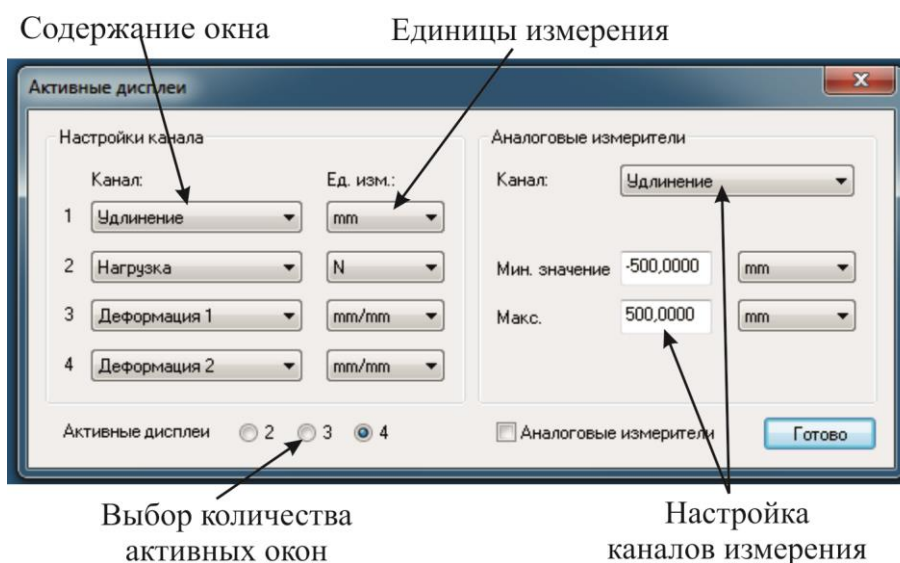 Содержание окна
Единицы измерения
Активные дисплеи
Настройки канала
Аналоговые измерители
Канал:
Ед. изм.:
Канал:
Удлинение
1
Удлинение
mm
2
Нагрузка
N
Мин. значение
-500,0000
mm
3
Деформация 1
mm/mm
Макс.
500,0000
mm
4
Деформация 2
mm/mm
Активные дисплеи
2
3
4
Аналоговые измерители
Готово
Выбор количества
активных окон
Настройка
каналов измерения